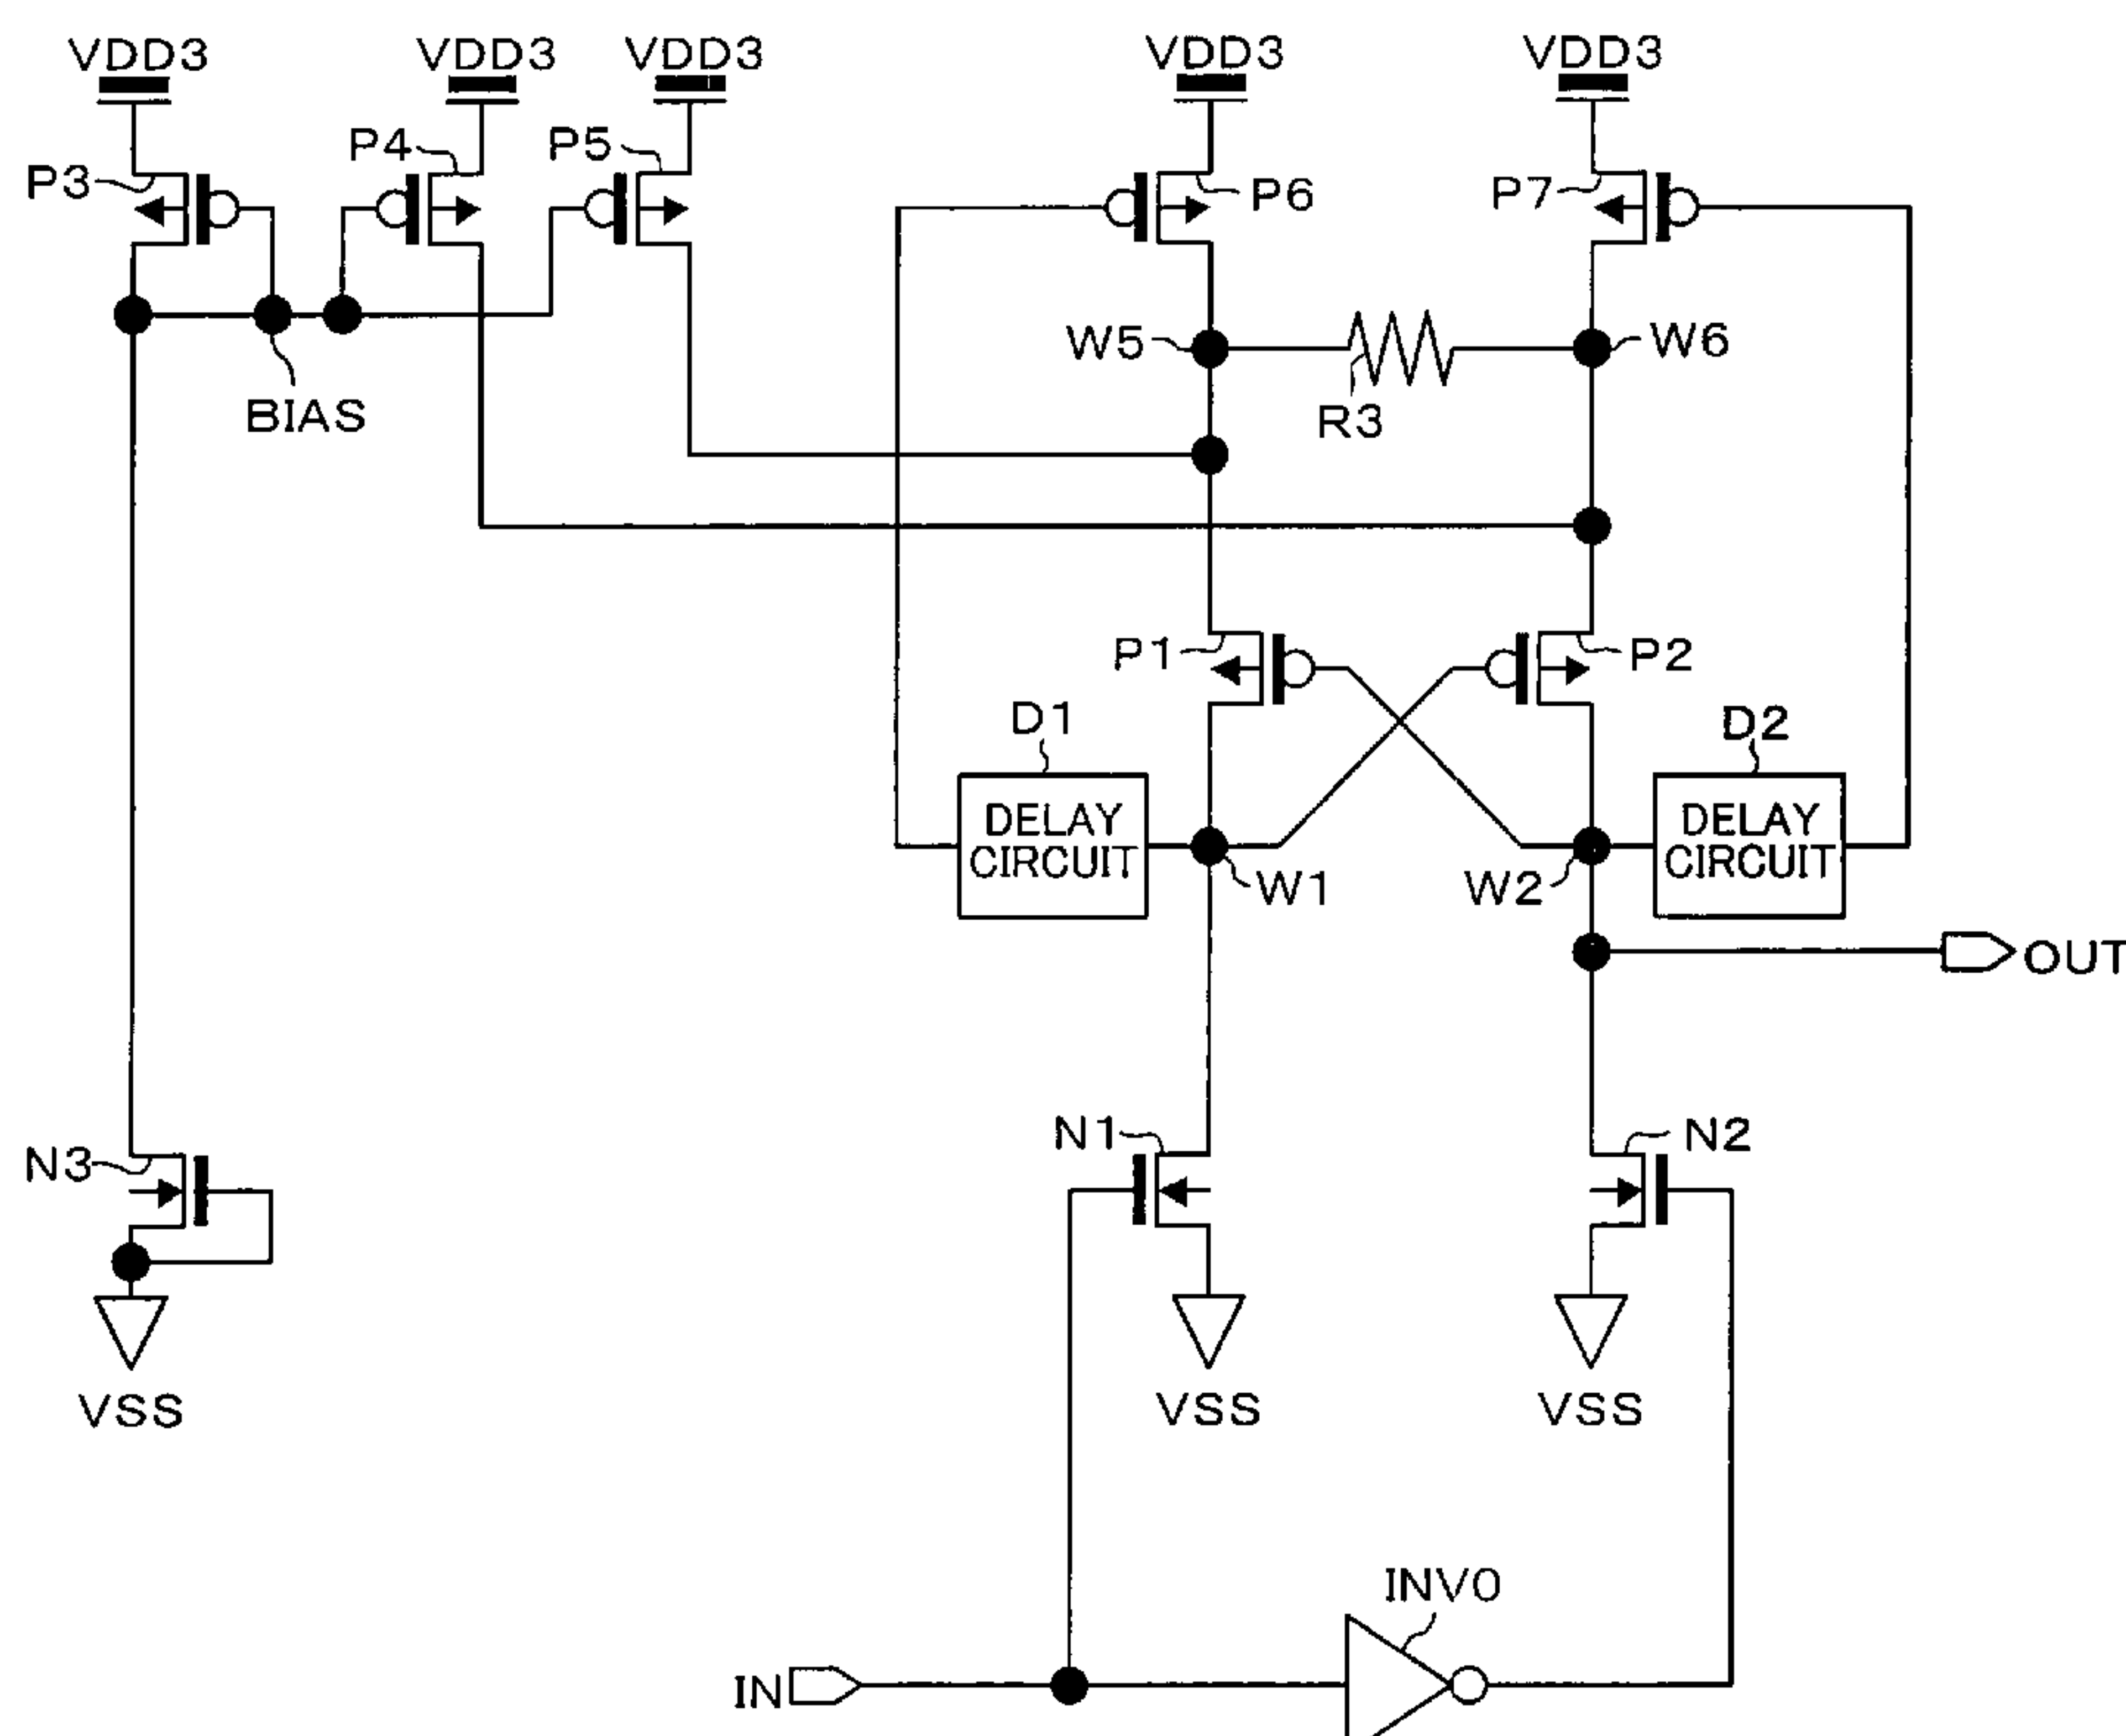 VDD3 VDD3 VDD3 VDD3 VDD3
P3 P4 P5 P6 P7
W5 W6
BIAS R3
P1 P2
D1 D2
DELAY CIRCUIT
DELAY CIRCUIT
W1 W2
OUT
N3 N1 N2
VSS VSS VSS
INV0
IN